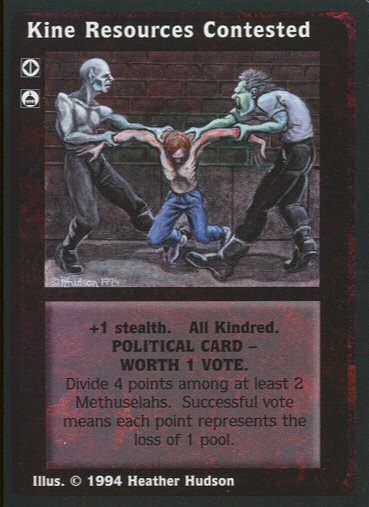 Kine Resources Contested
©HHudson 1994
+1 stealth. All Kindred.
POLITICAL CARD –
WORTH 1 VOTE.
Divide 4 points among at least 2
Methuselahs. Successful vote
means each point represents the
loss of 1 pool.
Illus. © 1994 Heather Hudson